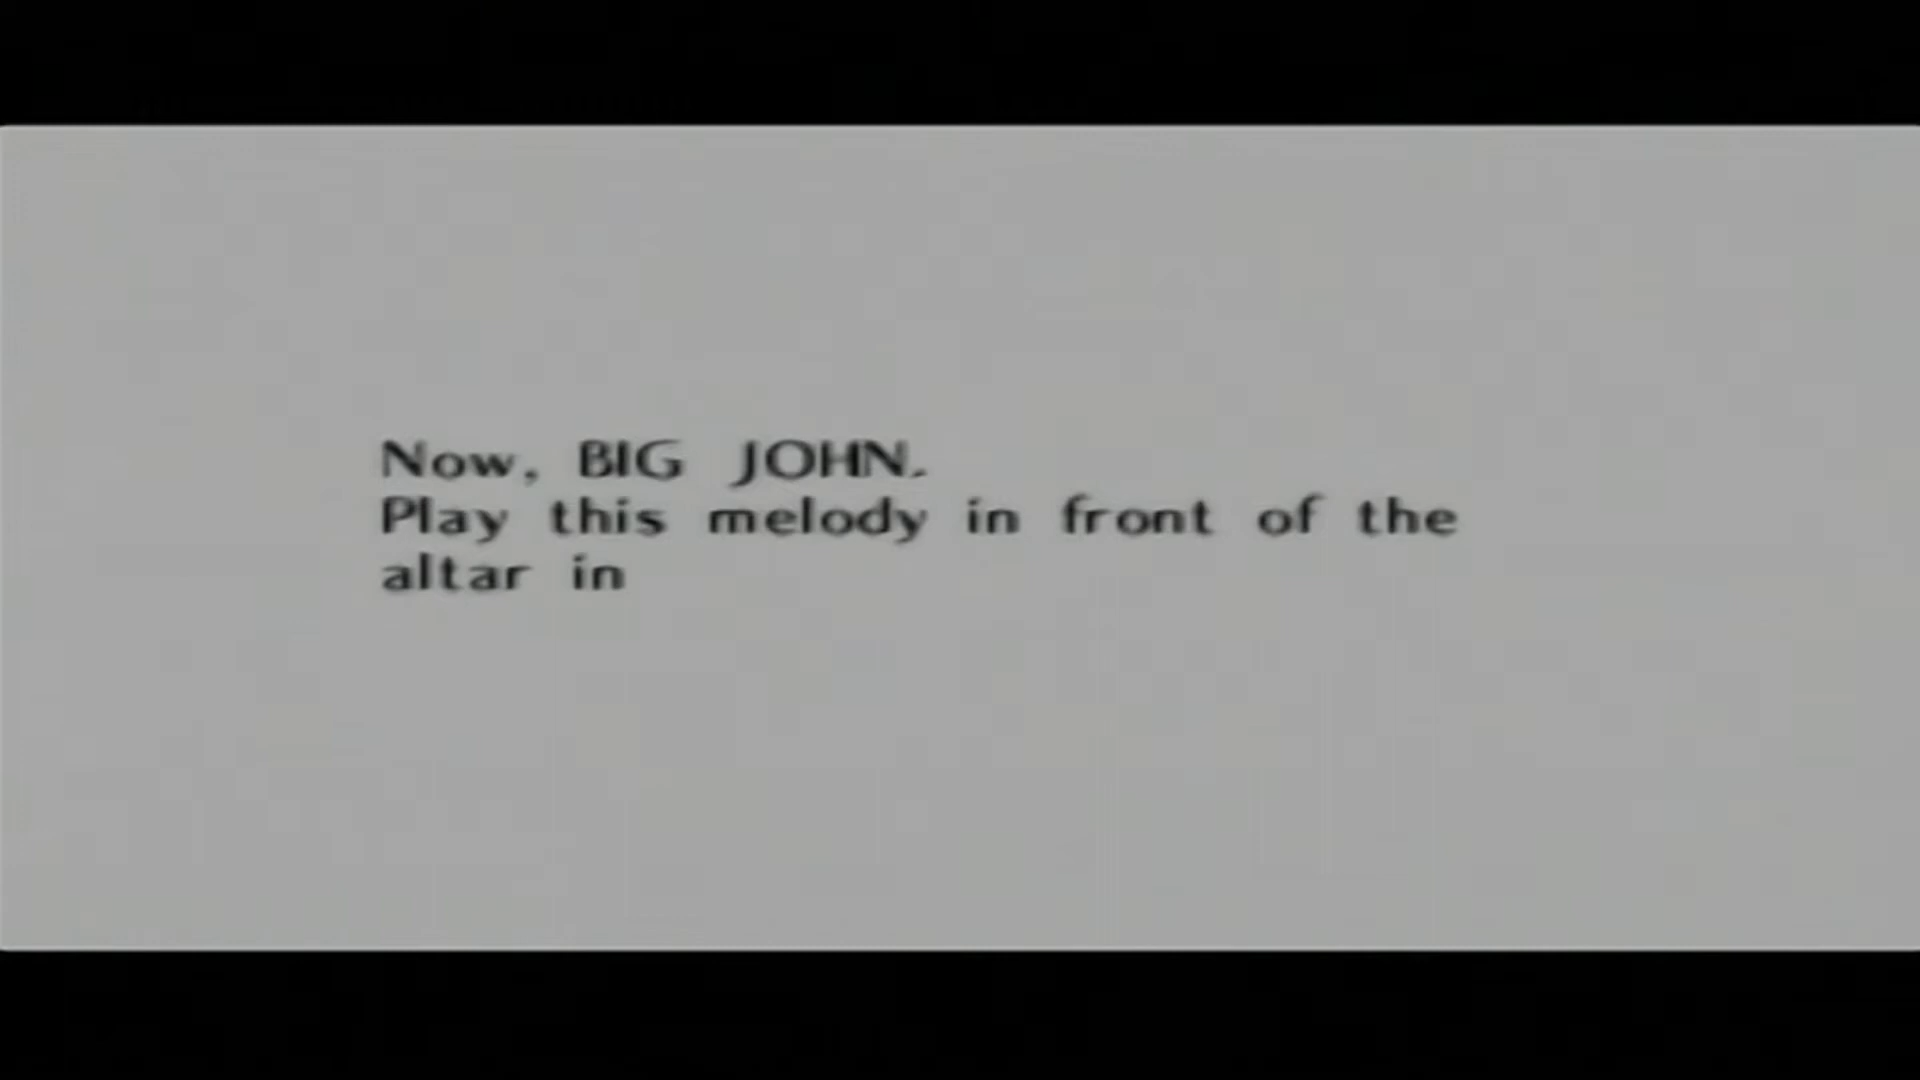 Now, BIG JOHN.
Play this melody in front of the
altar in